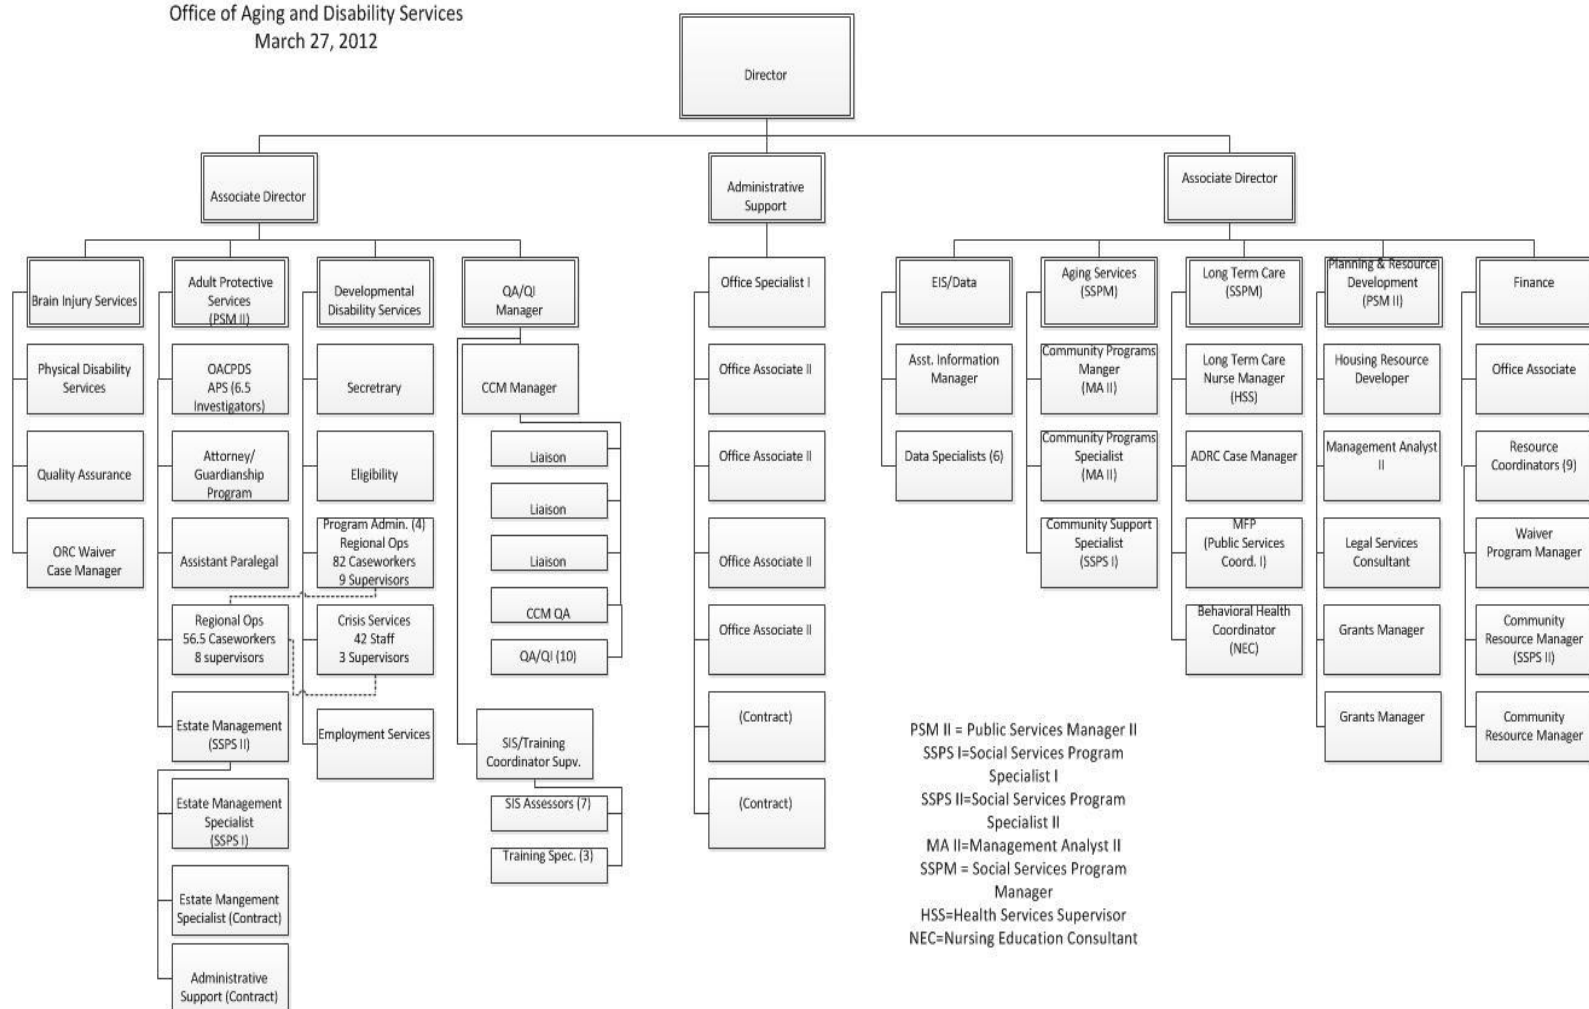 Office of Aging and Disability Services
March 27, 2012
Director
Associate Director
Administrative
Support
Associate Director
Brain Injury Services
Physical Disability
Services
Quality Assurance
ORC Waiver
Case Manager
Adult Protective
Services
(PSM II)
OACPDS
APS (6.5
Investigators)
Attorney/
Guardianship
Program
Assistant Paralegal
Regional Ops
56.5 Caseworkers
8 supervisors
Estate Management
(SSPS II)
Estate Management
Specialist
(SSPS I)
Estate Mangement
Specialist (Contract)
Administrative
Support (Contract)
Developmental
Disability Services
Secretrary
Eligibility
Program Admin. (4)
Regional Ops
82 Caseworkers
9 Supervisors
Crisis Services
42 Staff
3 Supervisors
Employment Services
QA/QI
Manager
CCM Manager
Liaison
Liaison
Liaison
CCM QA
QA/QI (10)
SIS/Training
Coordinator Supv.
SIS Assessors (7)
Training Spec. (3)
Office Specialist I
Office Associate II
Office Associate II
Office Associate II
Office Associate II
(Contract)
(Contract)
EIS/Data
Asst. Information
Manager
Data Specialists (6)
Aging Services
(SSPM)
Community Programs
Manger
(MA II)
Community Programs
Specialist
(MA II)
Community Support
Specialist
(SSPS I)
Long Term Care
(SSPM)
Long Term Care
Nurse Manager
(HSS)
ADRC Case Manager
MFP
(Public Services
Coord. I)
Behavioral Health
Coordinator
(NEC)
Planning & Resource
Development
(PSM II)
Housing Resource
Developer
Management Analyst
II
Legal Services
Consultant
Grants Manager
Grants Manager
Finance
Office Associate
Resource
Coordinators (9)
Waiver
Program Manager
Community
Resource Manager
(SSPS II)
Community
Resource Manager
PSM II = Public Services Manager II
SSPS I=Social Services Program
Specialist I
SSPS II=Social Services Program
Specialist II
MA II=Management Analyst II
SSPM = Social Services Program
Manager
HSS=Health Services Supervisor
NEC=Nursing Education Consultant